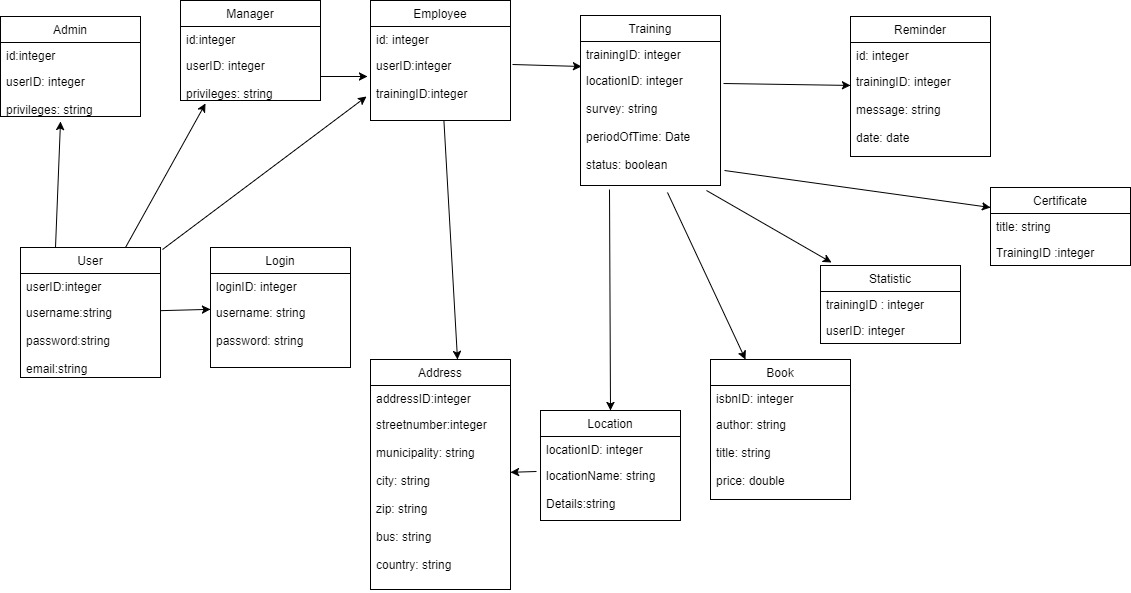 Admin
id:integer
userID: integer
privileges: string
Manager
id:integer
userID: integer
privileges: string
Employee
id: integer
userID:integer
trainingID:integer
Training
trainingID: integer
locationID: integer
survey: string
periodOfTime: Date
status: boolean
Reminder
id: integer
trainingID: integer
message: string
date: date
Certificate
title: string
TrainingID :integer
User
userID:integer
username:string
password:string
email:string
Login
loginID: integer
username: string
password: string
Statistic
trainingID : integer
userID: integer
Address
addressID:integer
streetnumber:integer
municipality: string
city: string
zip: string
bus: string
country: string
Location
locationID: integer
locationName: string
Details:string
Book
isbnID: integer
author: string
title: string
price: double